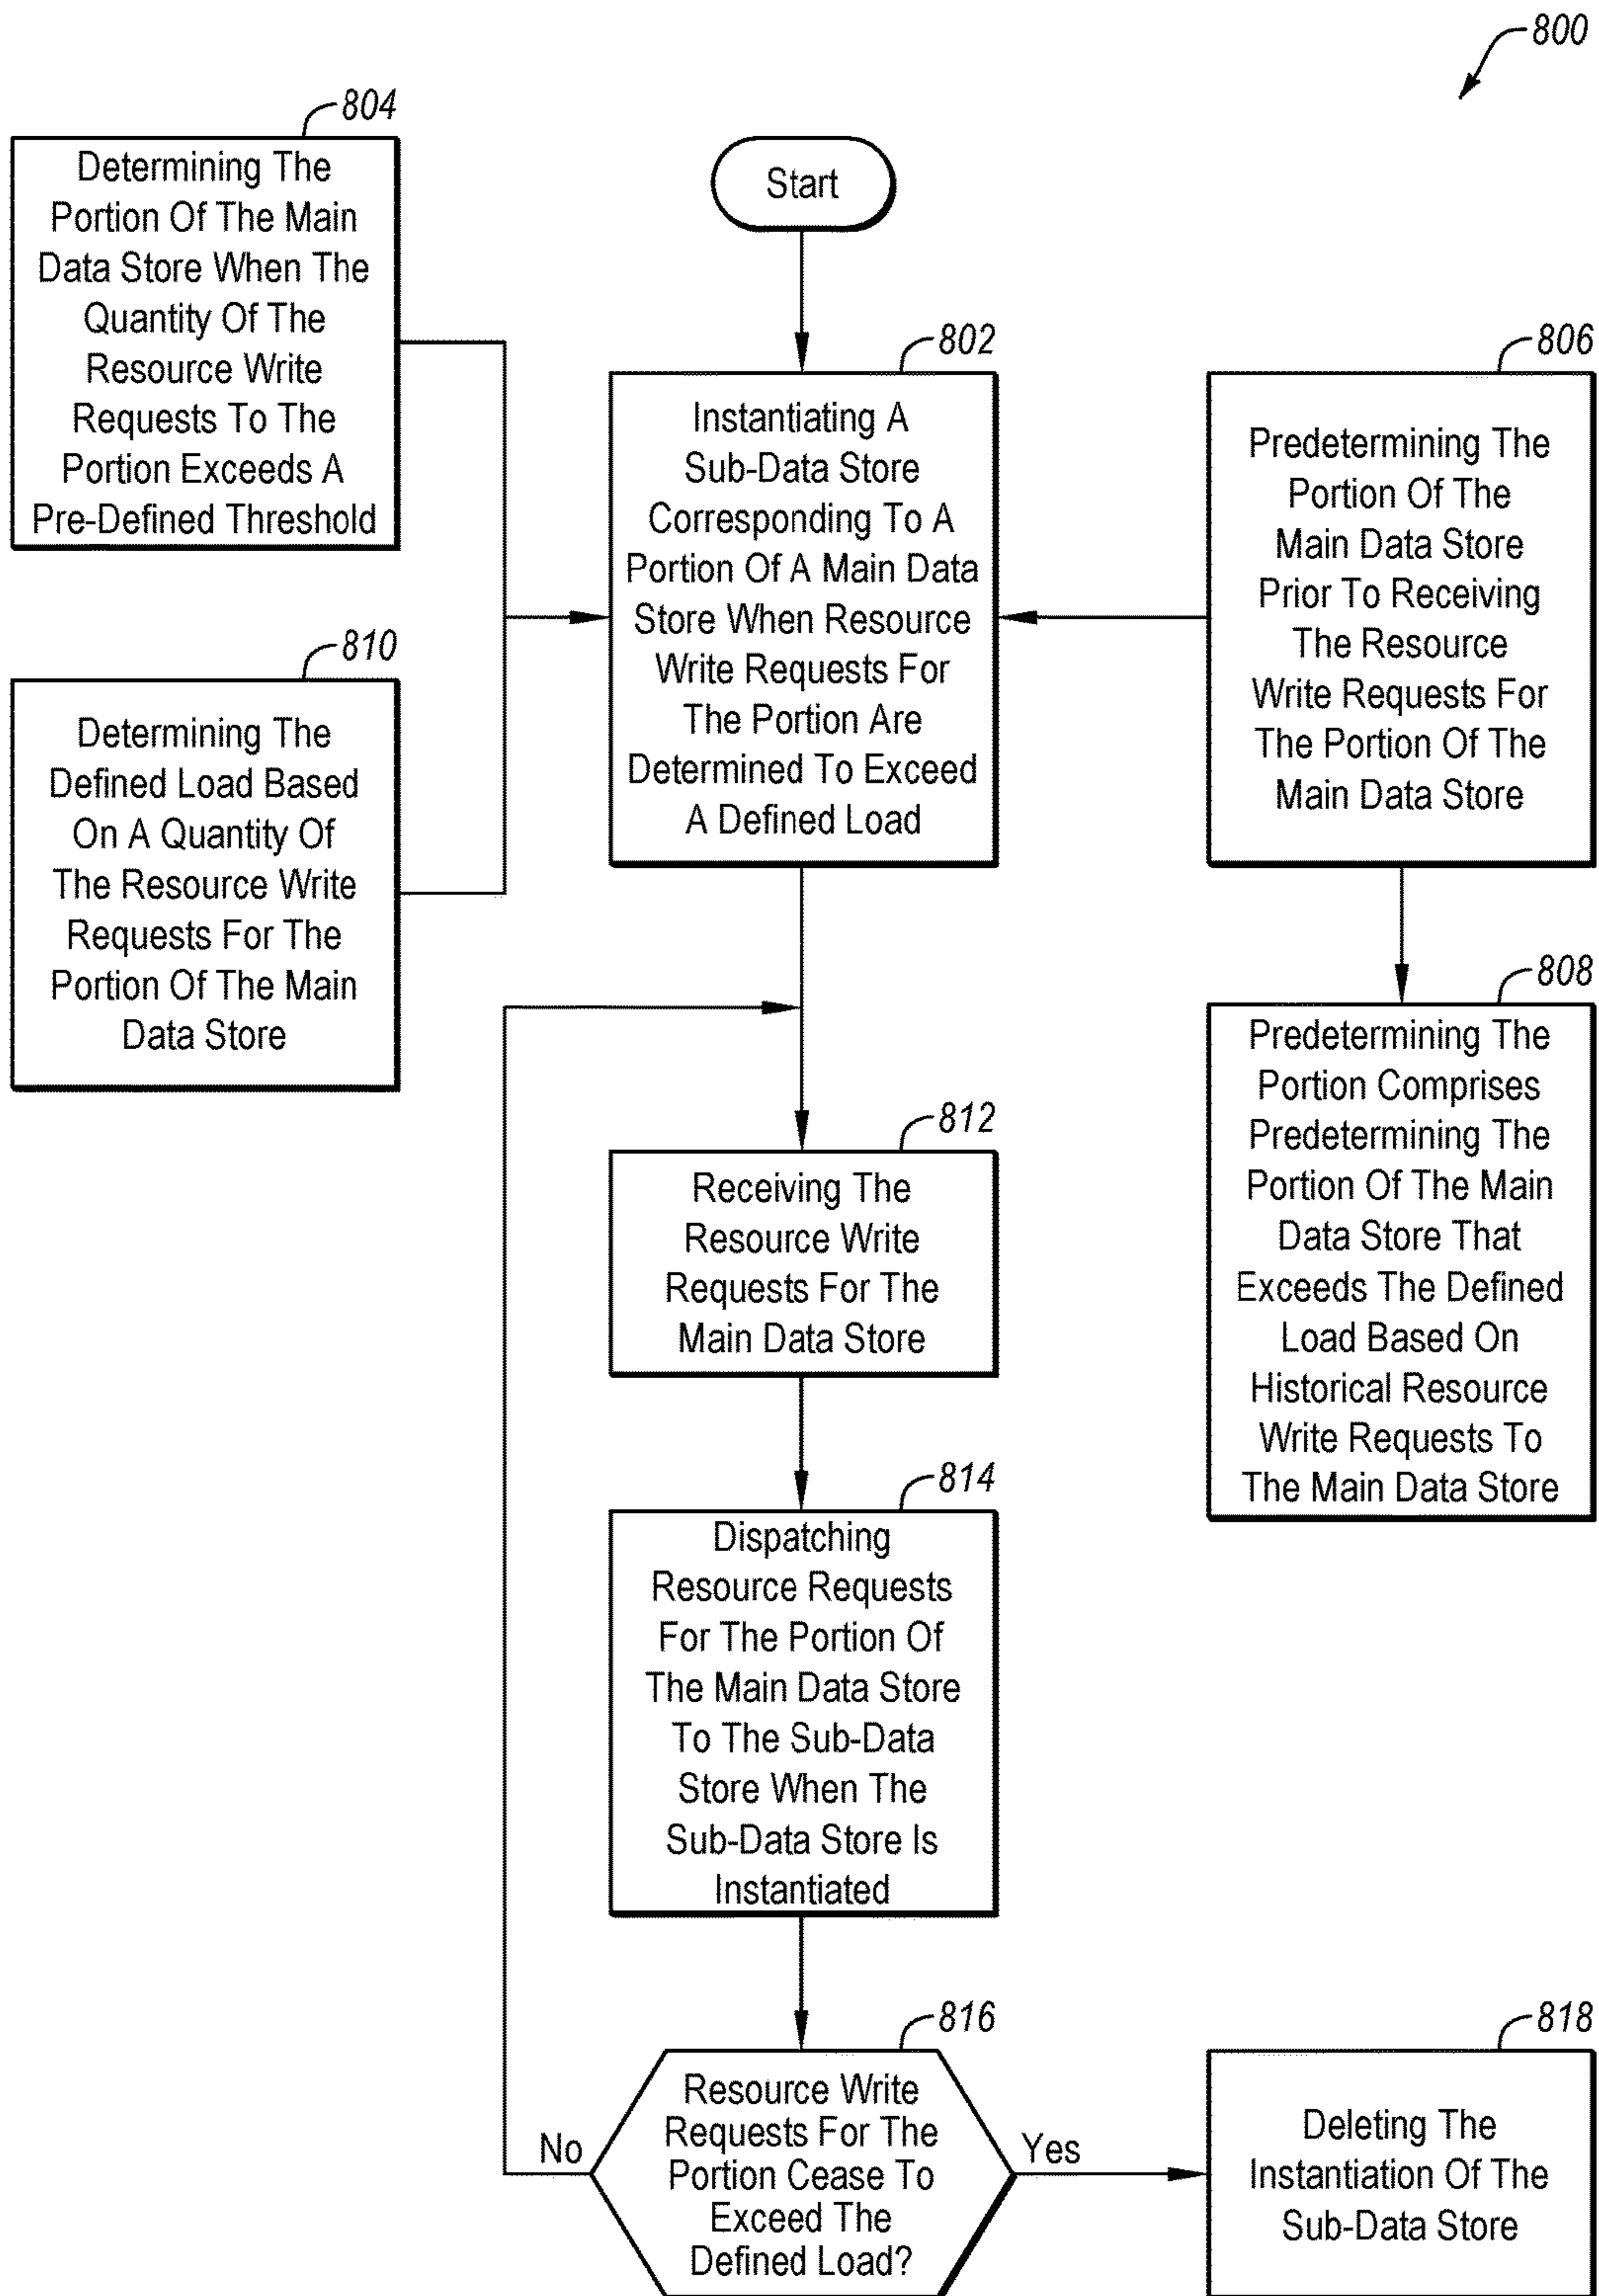 800
804
Determining The
Portion Of The Main
Data Store When The
Quantity Of The
Resource Write
Requests To The
Portion Exceeds A
Pre-Defined Threshold
Start
802
Instantiating A
Sub-Data Store
Corresponding To A
Portion Of A Main Data
Store When Resource
Write Requests For
The Portion Are
Determined To Exceed
A Defined Load
806
Predetermining The
Portion Of The
Main Data Store
Prior To Receiving
The Resource
Write Requests For
The Portion Of The
Main Data Store
810
Determining The
Defined Load Based
On A Quantity Of
The Resource Write
Requests For The
Portion Of The Main
Data Store
808
Predetermining The
Portion Comprises
Predetermining The
Portion Of The Main
Data Store That
Exceeds The Defined
Load Based On
Historical Resource
Write Requests To
The Main Data Store
812
Receiving The
Resource Write
Requests For The
Main Data Store
814
Dispatching
Resource Requests
For The Portion Of
The Main Data Store
To The Sub-Data
Store When The
Sub-Data Store Is
Instantiated
816
Resource Write
Requests For The
Portion Cease To
Exceed The
Defined Load?
No
Yes
818
Deleting The
Instantiation Of The
Sub-Data Store